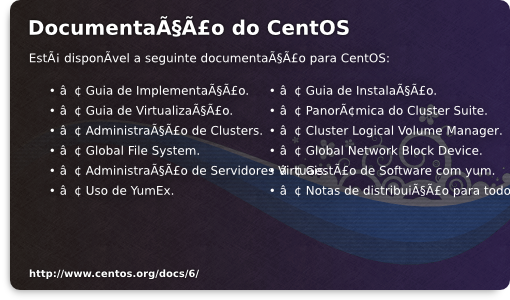 DocumentaÃ§Ã£o do CentOS
EstÃ¡ disponÃ­vel a seguinte documentaÃ§Ã£o para CentOS:
• â ¢ Guia de ImplementaÃ§Ã£o.
• â ¢ Guia de VirtualizaÃ§Ã£o.
• â ¢ AdministraÃ§Ã£o de Clusters.
• â ¢ Global File System.
• â ¢ AdministraÃ§Ã£o de Servidores Virtuais.
• â ¢ Uso de YumEx.
• â ¢ Guia de InstalaÃ§Ã£o.
• â ¢ PanorÃ¢mica do Cluster Suite.
• â ¢ Cluster Logical Volume Manager.
• â ¢ Global Network Block Device.
• â ¢ GestÃ£o de Software com yum.
• â ¢ Notas de distribuiÃ§Ã£o para todo
http://www.centos.org/docs/6/